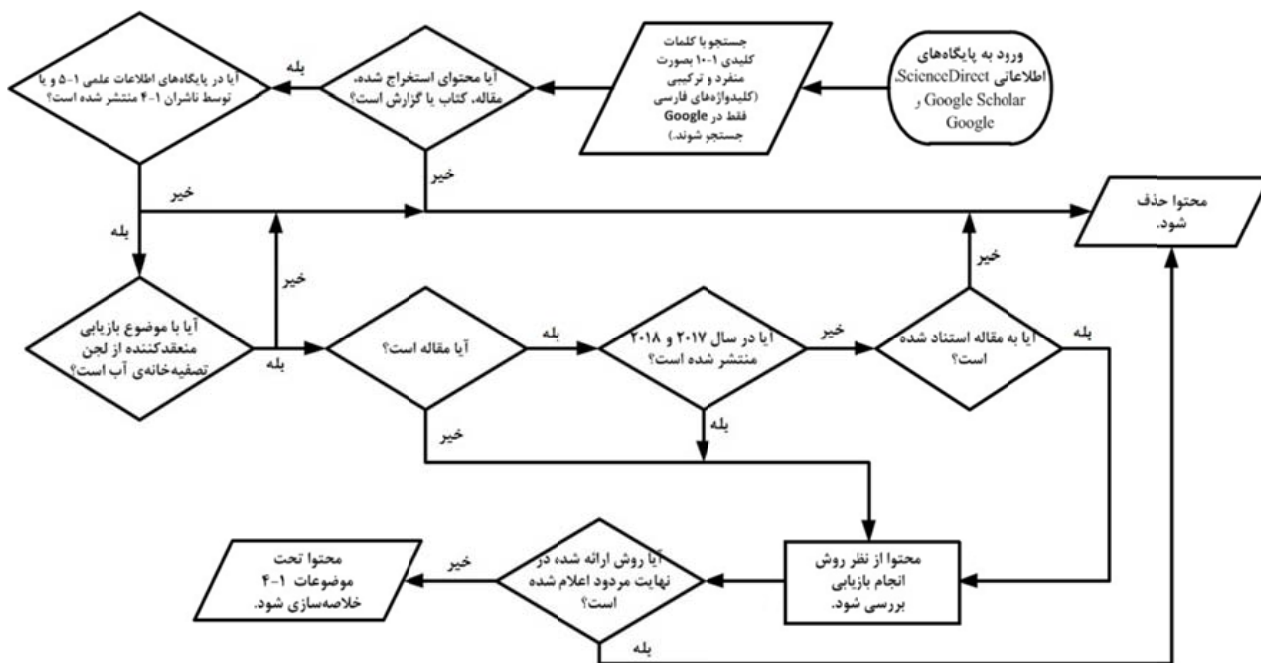 ورود به پایگاه‌های
اطلاعاتی ScienceDirect،
Google Scholar و
Google
جستجو با کلمات
کلیدی ۱-۱۰ بصورت
منفرد و ترکیبی
(کلیدواژه‌های فارسی
فقط در Google
جستجر شوند.)
آیا محتوای استخراج شده،
مقاله، کتاب یا گزارش است؟
بله
خیر
آیا در پایگاه‌های اطلاعات علمی ۱-۵ و یا
توسط ناشران ۱-۴ منتشر شده است؟
خیر
بله
محتوا حذف
شود.
آیا با موضوع بازیابی
منعقدکننده از لجن
تصفیه‌خانه‌ی آب است؟
خیر
بله
آیا مقاله است؟
بله
خیر
آیا در سال ۲۰۱۷ و ۲۰۱۸
منتشر شده است؟
خیر
بله
آیا به مقاله استناد شده
است؟
خیر
بله
محتوا از نظر روش
انجام بازیابی
بررسی شود.
آیا روش ارائه شده در
نهایت مردود اعلام شده
است؟
خیر
بله
محتوا تحت
موضوعات ۱-۴
خلاصه‌سازی شود.